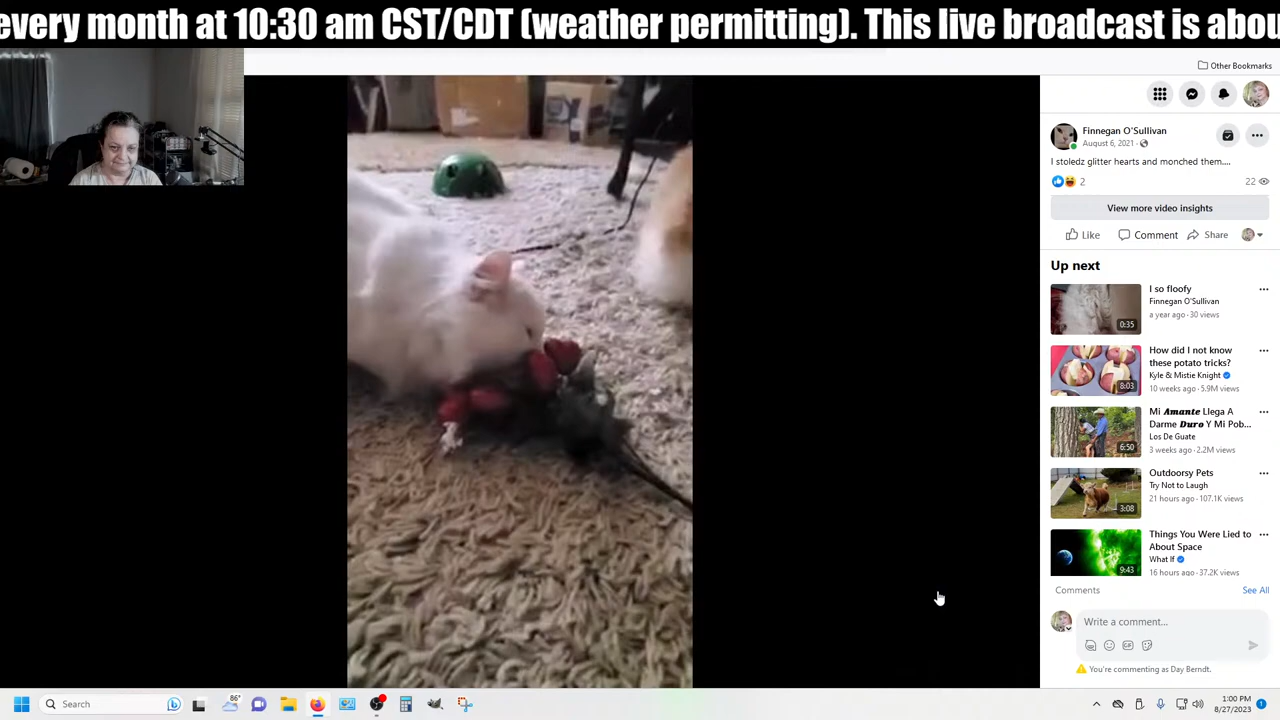 every month at 10:30 am CST/CDT (weather permitting). This live broadcast is abou
Other Bookmarks
Finnegan O'Sullivan
August 6, 2021
I stoledz glitter hearts and monched them....
2
22
View more video insights
Like
Comment
Share
Up next
I so floofy
Finnegan O'Sullivan
a year ago · 30 views
0:35
How did I not know
these potato tricks?
Kyle & Mistie Knight
10 weeks ago · 5.9M views
8:03
Mi Amante Llega A
Darme Duro Y Mi Pob...
Los De Guate
3 weeks ago · 2.2M views
6:50
Outdoorsy Pets
Try Not to Laugh
21 hours ago · 107.1K views
3:08
Things You Were Lied to
About Space
What If
16 hours ago · 37.2K views
9:43
Comments
See All
Write a comment...
GIF
You're commenting as Day Berndt.
Search
86°
1:00 PM
8/27/2023
1